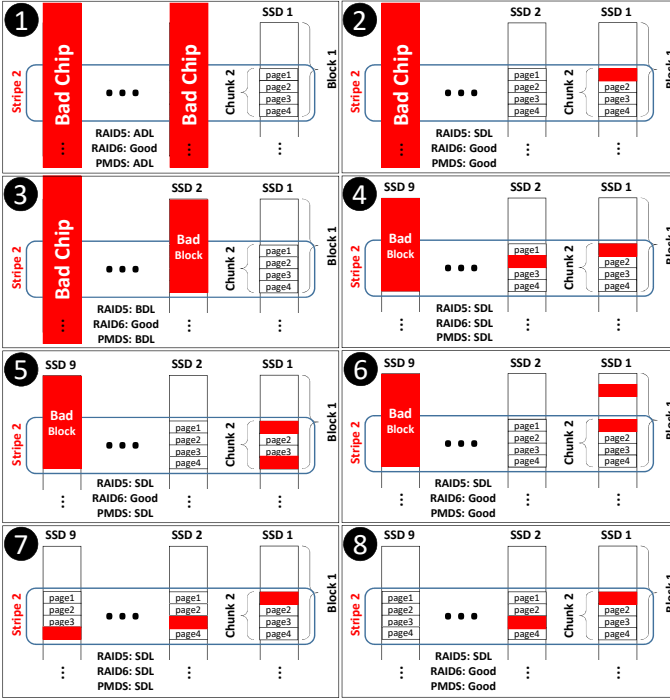 1
SSD 1
Stripe 2
Bad Chip
• • •
Bad Chip
Chunk 2
page1
page2
page3
page4
Block 1
RAID5: ADL
RAID6: Good
PMDS: ADL
2
SSD 2
SSD 1
Stripe 2
Bad Chip
• • •
page1
page2
page3
page4
Chunk 2
page2
page3
page4
Block 1
RAID5: SDL
RAID6: Good
PMDS: Good
3
SSD 2
SSD 1
Stripe 2
Bad Chip
• • •
Bad
Block
Chunk 2
page1
page2
page3
page4
Block 1
RAID5: BDL
RAID6: Good
PMDS: BDL
4
SSD 9
SSD 2
SSD 1
Stripe 2
Bad
Block
• • •
page1
page3
page4
Chunk 2
page2
page3
page4
Block 1
RAID5: SDL
RAID6: SDL
PMDS: SDL
5
SSD 9
SSD 2
SSD 1
Stripe 2
Bad
Block
• • •
page1
page2
page3
page4
Chunk 2
page2
page3
Block 1
RAID5: SDL
RAID6: Good
PMDS: SDL
6
SSD 9
SSD 2
SSD 1
Stripe 2
Bad
Block
• • •
page1
page2
page3
page4
Chunk 2
page2
page3
page4
Block 1
RAID5: SDL
RAID6: Good
PMDS: Good
7
SSD 9
SSD 2
SSD 1
Stripe 2
page1
page2
page3
• • •
page1
page2
page4
Chunk 2
page2
page3
page4
Block 1
RAID5: SDL
RAID6: SDL
PMDS: SDL
8
SSD 9
SSD 2
SSD 1
Stripe 2
page1
page2
page3
page4
• • •
page1
page2
page4
Chunk 2
page2
page3
page4
Block 1
RAID5: SDL
RAID6: Good
PMDS: Good